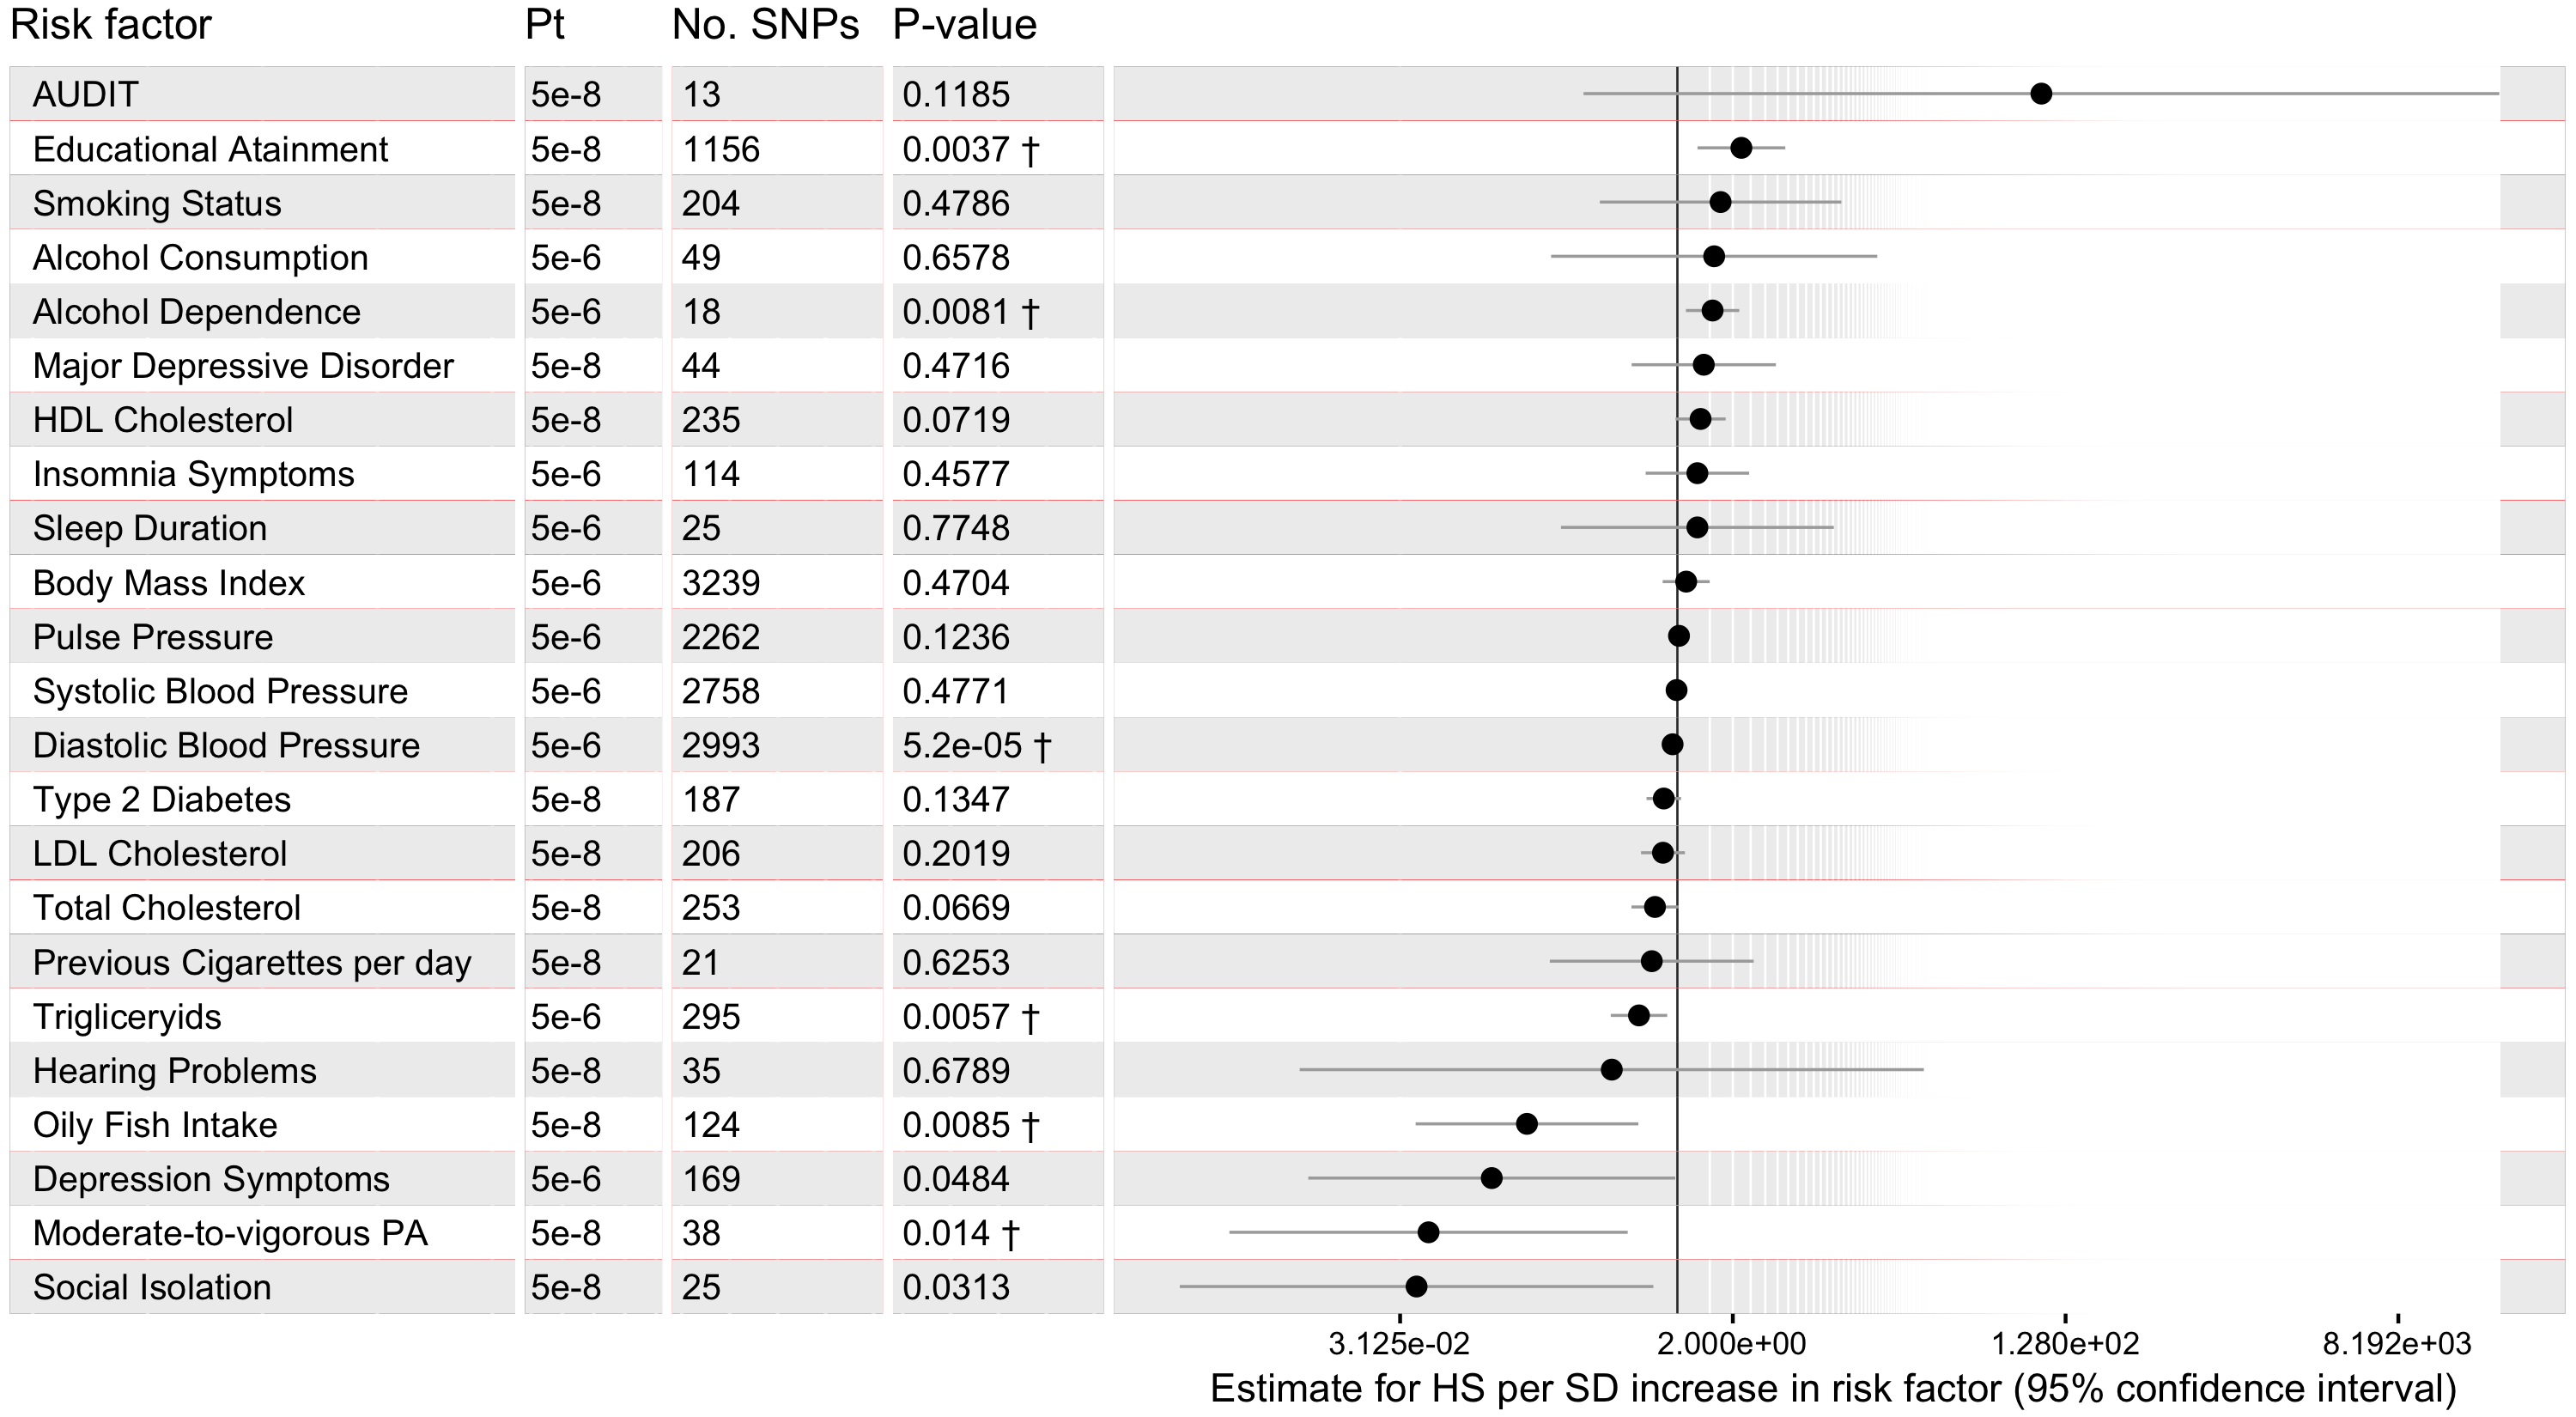 Risk factor Pt No. SNPs P-value
AUDIT 5e-8 13 0.1185
Educational Atainment 5e-8 1156 0.0037 †
Smoking Status 5e-8 204 0.4786
Alcohol Consumption 5e-6 49 0.6578
Alcohol Dependence 5e-6 18 0.0081 †
Major Depressive Disorder 5e-8 44 0.4716
HDL Cholesterol 5e-8 235 0.0719
Insomnia Symptoms 5e-6 114 0.4577
Sleep Duration 5e-6 25 0.7748
Body Mass Index 5e-6 3239 0.4704
Pulse Pressure 5e-6 2262 0.1236
Systolic Blood Pressure 5e-6 2758 0.4771
Diastolic Blood Pressure 5e-6 2993 5.2e-05 †
Type 2 Diabetes 5e-8 187 0.1347
LDL Cholesterol 5e-8 206 0.2019
Total Cholesterol 5e-8 253 0.0669
Previous Cigarettes per day 5e-8 21 0.6253
Trigliceryids 5e-6 295 0.0057 †
Hearing Problems 5e-8 35 0.6789
Oily Fish Intake 5e-8 124 0.0085 †
Depression Symptoms 5e-6 169 0.0484
Moderate-to-vigorous PA 5e-8 38 0.014 †
Social Isolation 5e-8 25 0.0313
3.125e-02 2.000e+00 1.280e+02 8.192e+03
Estimate for HS per SD increase in risk factor (95% confidence interval)